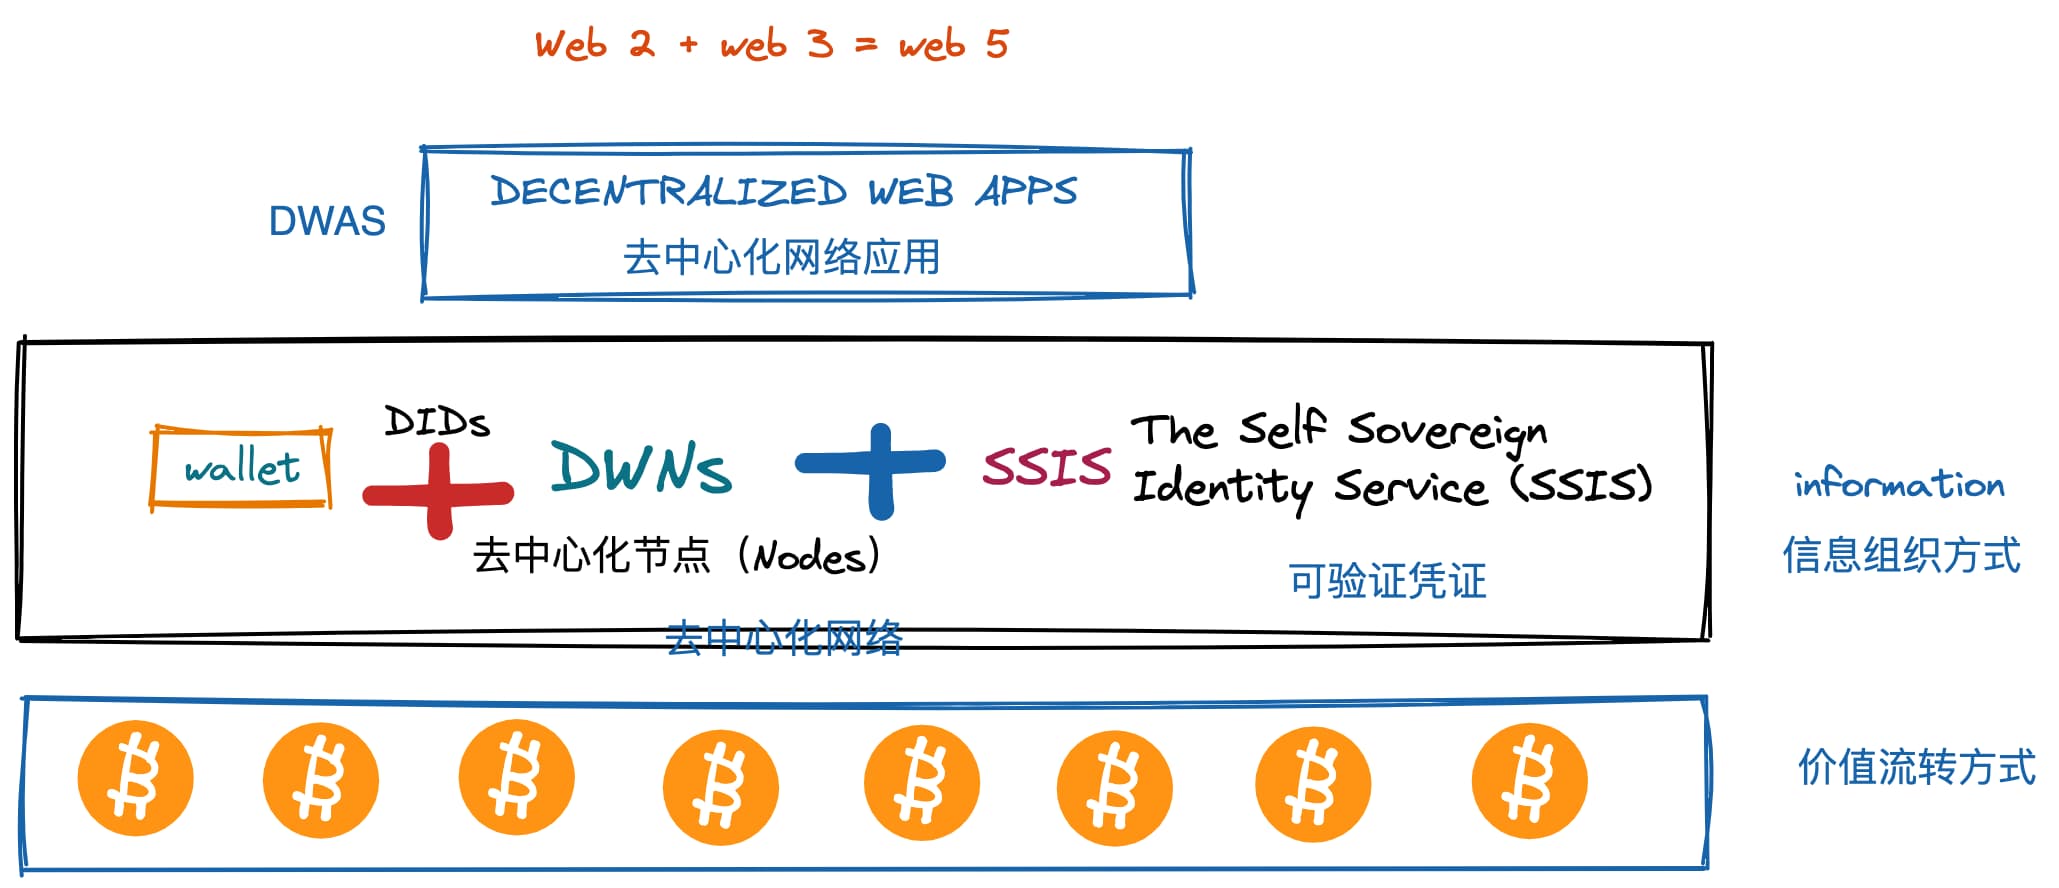 Web 2 + web 3 = web 5
DWAS
DECENTRALIZED WEB APPS
去中心化网络应用
wallet
DIDs
DWNs
去中心化节点（Nodes）
SSIS
The Self Sovereign
Identity Service (SSIS)
可验证凭证
去中心化网络
information
信息组织方式
价值流转方式